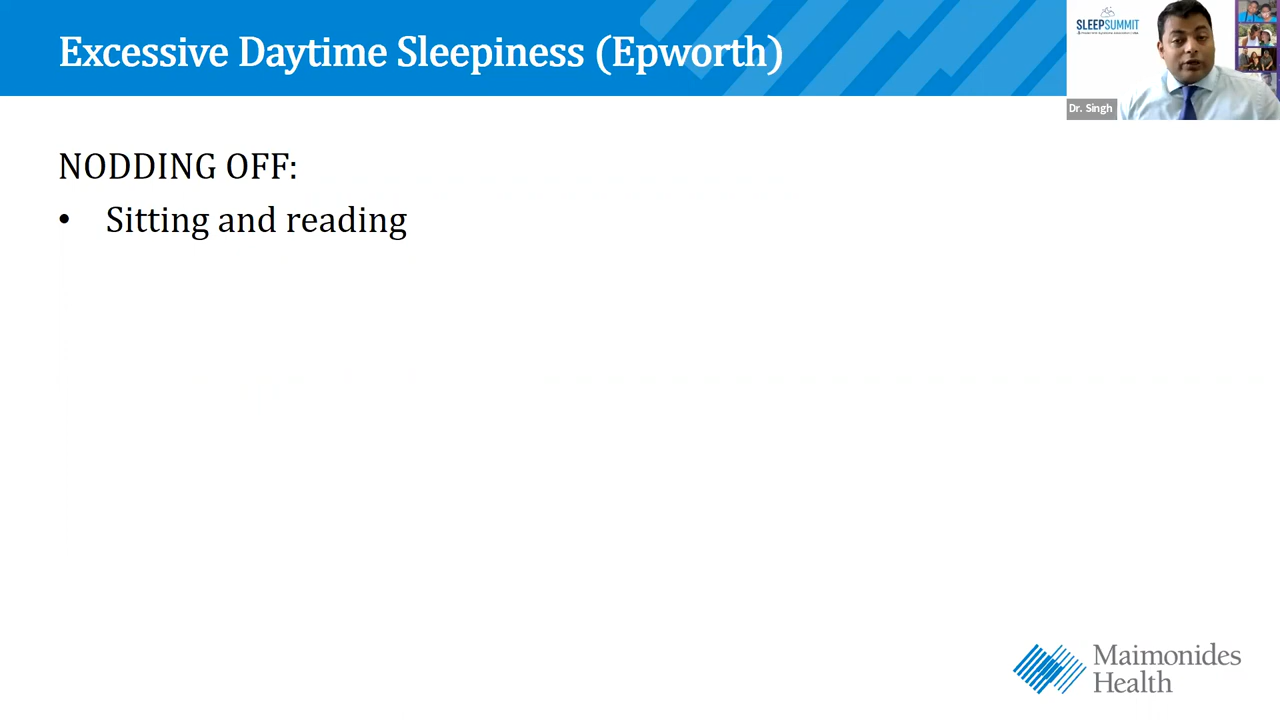 Excessive Daytime Sleepiness (Epworth)
SLEEPSUMMIT
Dr. Singh
NODDING OFF:
• Sitting and reading
Maimonides
Health